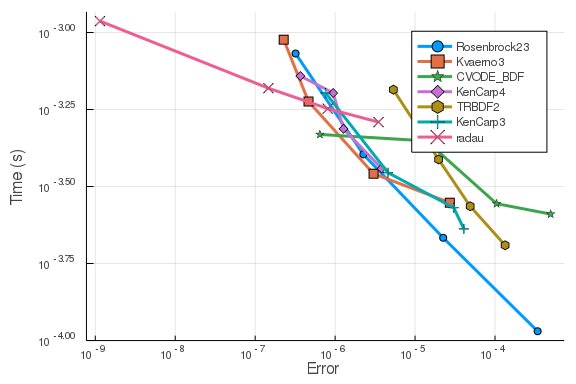 10^-3.00
10^-3.25
10^-3.50
10^-3.75
10^-4.00
Time (s)
Rosenbrock23
Kvaerno3
CVODE_BDF
KenCarp4
TRBDF2
KenCarp3
radau
10^-9 10^-8 10^-7 10^-6 10^-5 10^-4
Error